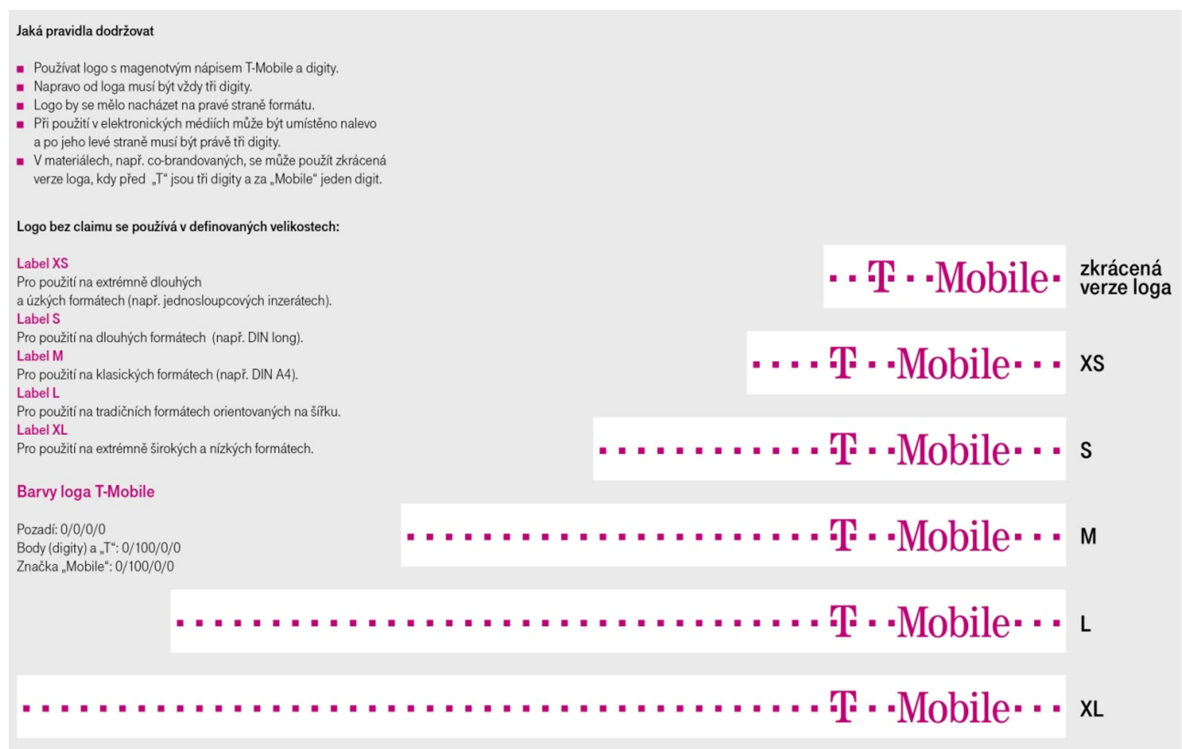 Jaká pravidla dodržovat
Používat logo s magenotvým nápisem T-Mobile a digity.
Napravo od loga musí být vždy tři digity.
Logo by se mělo nacházet na pravé straně formátu.
Při použití v elektronických médiích může být umístěno nalevo
a po jeho levé straně musí být právě tři digity.
V materiálech, např. co-brandovaných, se může použít zkrácená
verze loga, kdy před „T“ jsou tři digity a za „Mobile“ jeden digit.
Logo bez claimu se používá v definovaných velikostech:
Label XS
Pro použití na extrémně dlouhých
a úzkých formátech (např. jednosloupcových inzerátech).
Label S
Pro použití na dlouhých formátech (např. DIN long).
Label M
Pro použití na klasických formátech (např. DIN A4).
Label L
Pro použití na tradičních formátech orientovaných na šířku.
Label XL
Pro použití na extrémně širokých a nízkých formátech.
Barvy loga T-Mobile
Pozadí: 0/0/0/0
Body (digity) a „T“: 0/100/0/0
Značka „Mobile“: 0/100/0/0
T Mobile
zkrácená
verze loga
T Mobile XS
T Mobile S
T Mobile M
T Mobile L
T Mobile XL